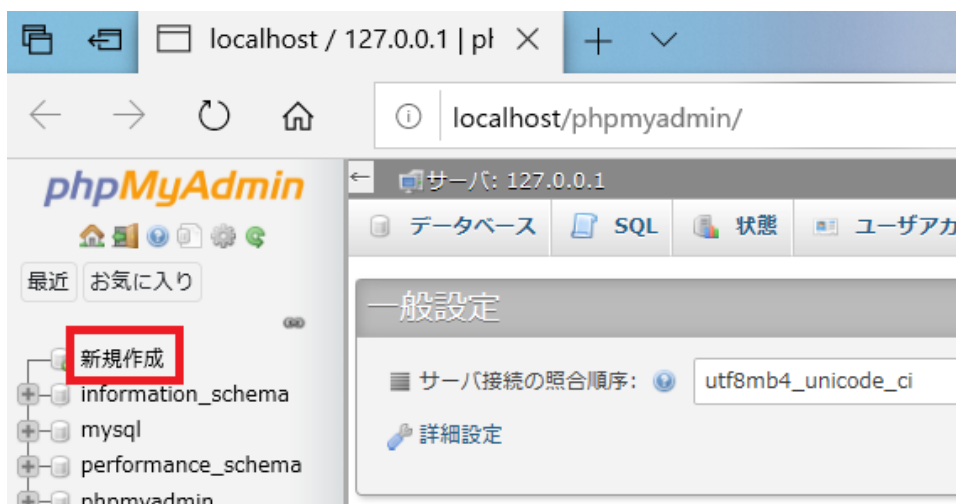 localhost / 127.0.0.1 | pl
localhost/phpmyadmin/
phpMyAdmin
最近 お気に入り
新規作成
information_schema
mysql
performance_schema
phpmyadmin
サーバ: 127.0.0.1
データベース SQL 状態 ユーザアカ
一般設定
サーバ接続の照合順序: utf8mb4_unicode_ci
詳細設定